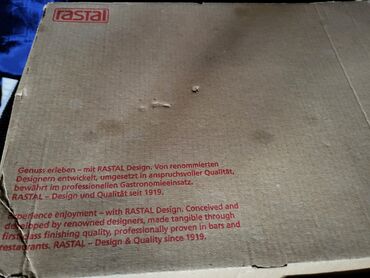 rastal
Genuss erleben – mit RASTAL Design. Von renommierten
Designern entwickelt, umgesetzt in anspruchsvoller Qualität,
bewährt im professionellen Gastronomieeinsatz.
RASTAL – Design und Qualität seit 1919.
Experience enjoyment – with RASTAL Design. Conceived and
developed by renowned designers, made tangible through
first class finishing quality, professionally proven in bars and
restaurants. RASTAL – Design & Quality since 1919.